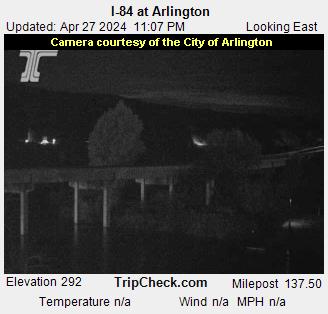 I-84 at Arlington
Updated: Apr 27 2024 11:07 PM Looking East
Camera courtesy of the City of Arlington
Elevation 292 TripCheck.com Milepost 137.50
Temperature n/a Wind n/a MPH n/a